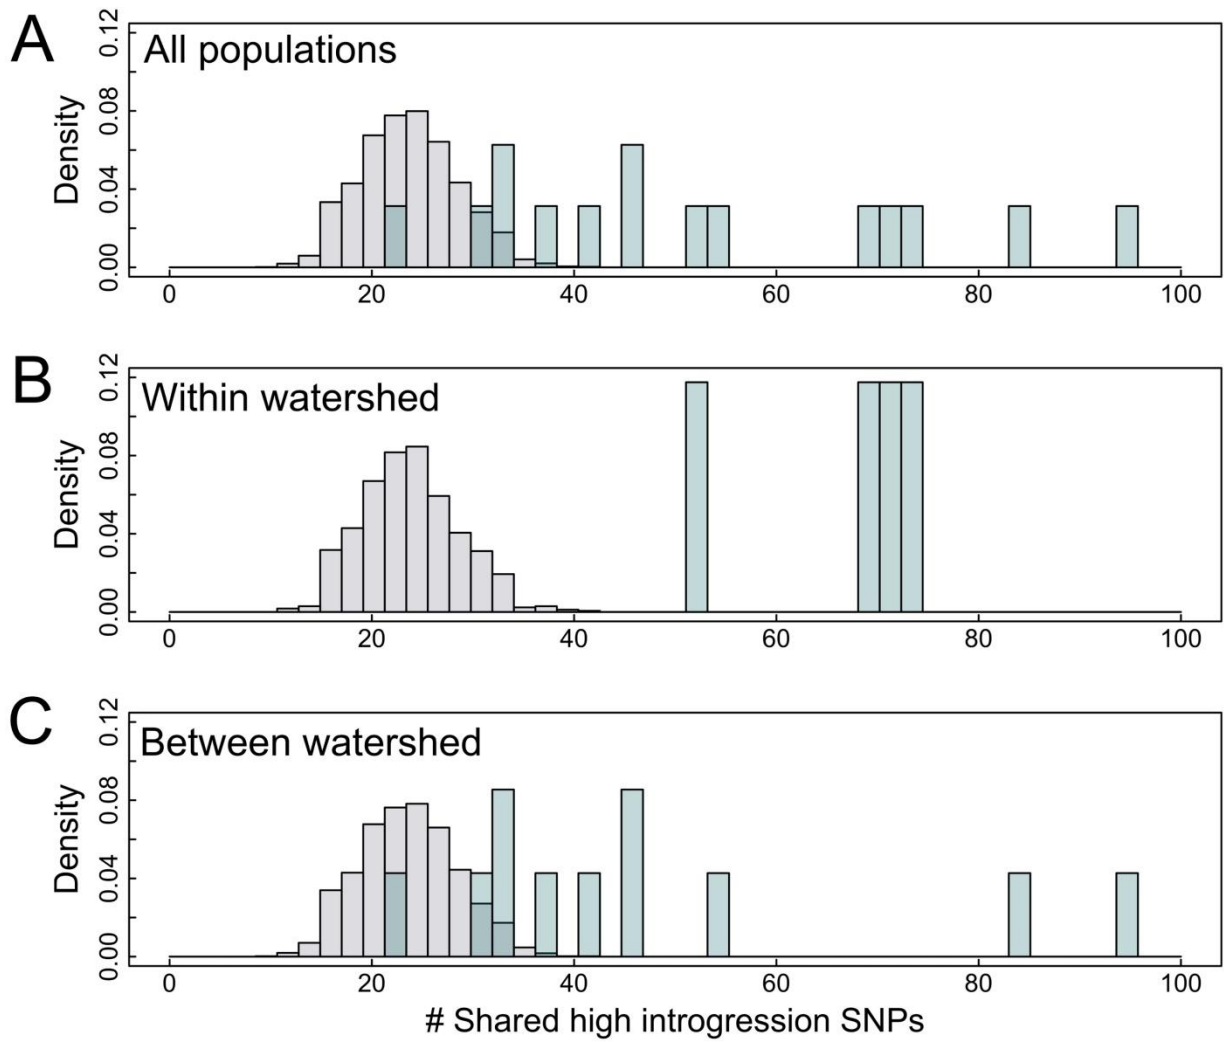 A
All populations
Density
0.00 0.04 0.08 0.12
0 20 40 60 80 100
B
Within watershed
Density
0.00 0.04 0.08 0.12
0 20 40 60 80 100
C
Between watershed
Density
0.00 0.04 0.08 0.12
0 20 40 60 80 100
# Shared high introgression SNPs